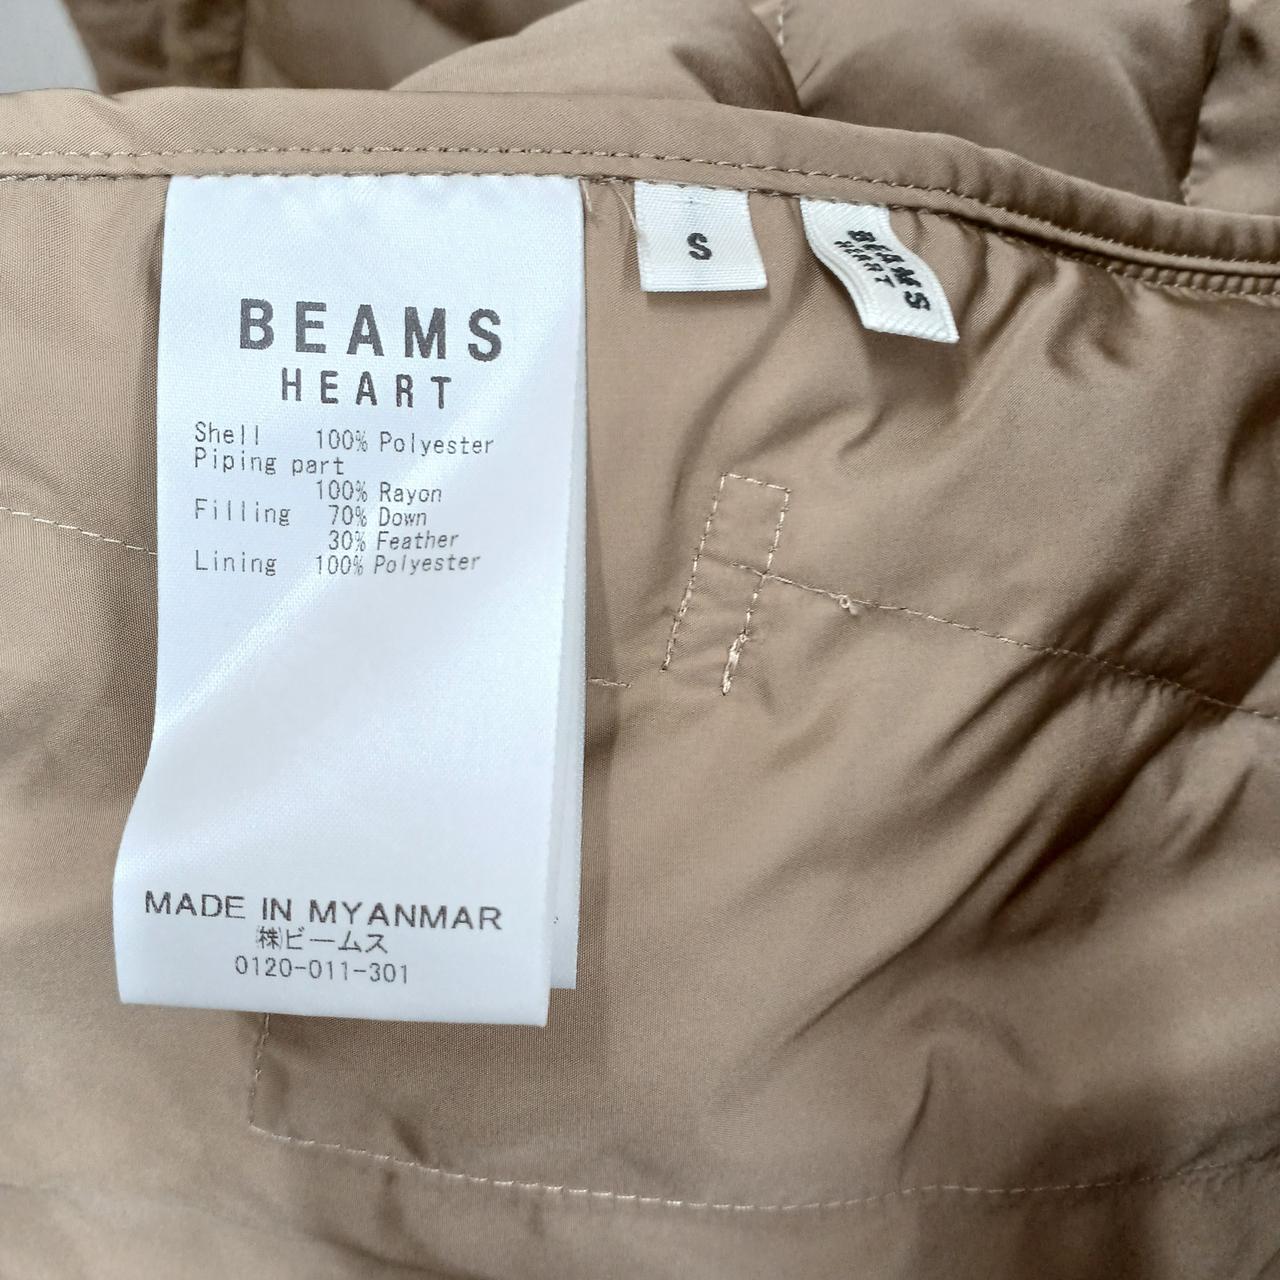 BEAMS
HEART
Shell 100% Polyester
Piping part
100% Rayon
Filling 70% Down
30% Feather
Lining 100% Polyester
MADE IN MYANMAR
㈱ビームス
0120-011-301
S
BEAMS
HEART